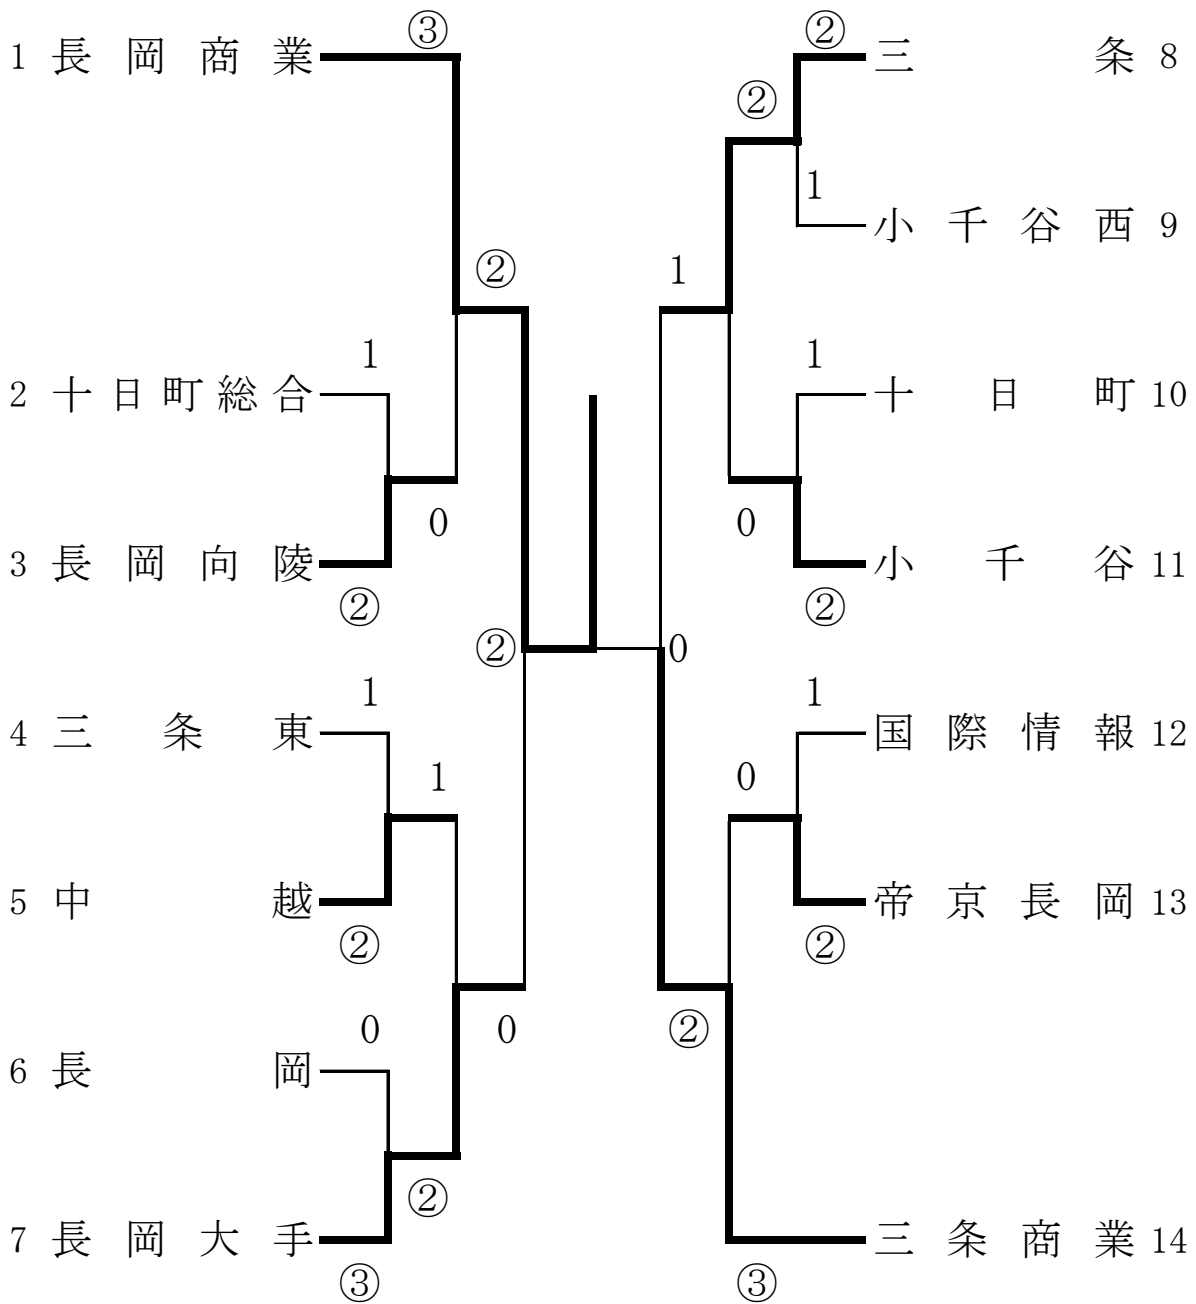 ③
1 長岡商業
②
三条 8
②
1
小千谷西 9
②
1
1
2 十日町総合
1
十日町 10
0
3 長岡向陵
②
0
小千谷 11
②
②
0
1
4 三条東
1
国際情報 12
1
0
5 中越
②
帝京長岡 13
②
0
0
②
6 長岡
②
7 長岡大手
③
三条商業 14
③